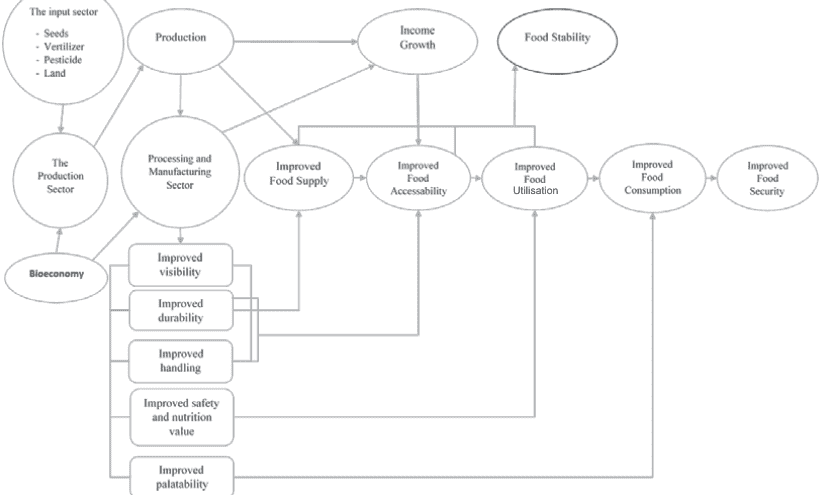 The input sector
- Seeds
- Vertilizer
- Pesticide
- Land
Production
Income
Growth
Food Stability
The
Production
Sector
Processing and
Manufacturing
Sector
Improved
Food Supply
Improved
Food
Accessability
Improved
Food
Utilisation
Improved
Food
Consumption
Improved
Food
Security
Bioeconomy
Improved
visibility
Improved
durability
Improved
handling
Improved safety
and nutrition
value
Improved
palatability